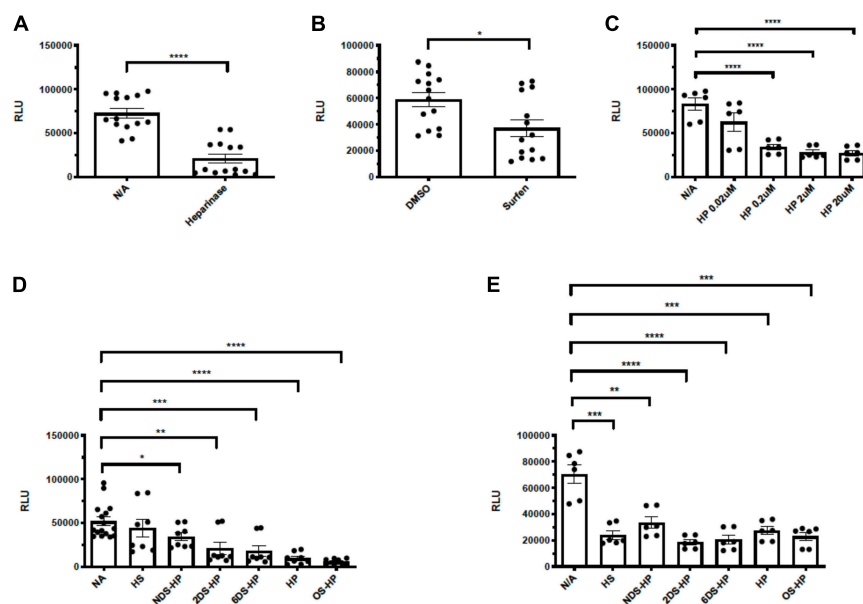 A
150000
100000
50000
0
RLU
****
N/A
Heparinase
B
100000
80000
60000
40000
20000
0
RLU
*
DMSO
Surfen
C
150000
100000
50000
0
RLU
****
****
****
N/A
HP 0.02uM
HP 0.2uM
HP 2uM
HP 20uM
D
150000
100000
50000
0
RLU
****
****
***
**
*
NA
HS
NDS-HP
2DS-HP
6DS-HP
HP
OS-HP
E
100000
80000
60000
40000
20000
0
RLU
***
***
****
****
**
***
N/A
HS
NDS-HP
2DS-HP
6DS-HP
HP
OS-HP